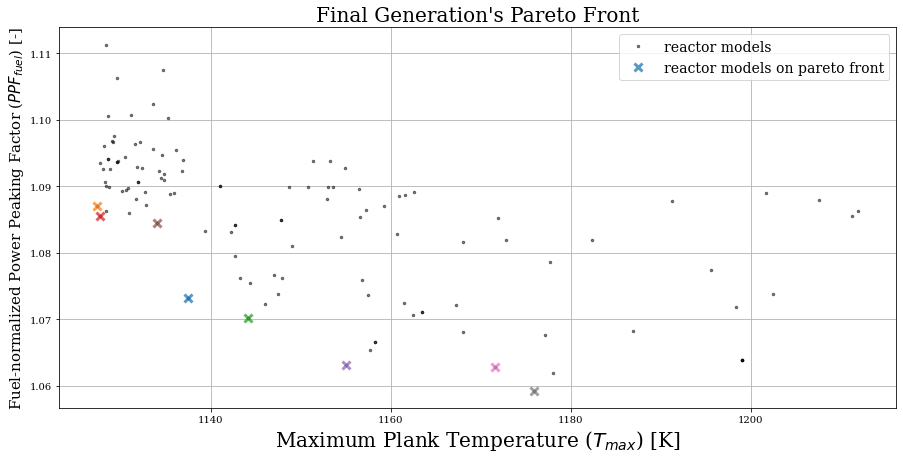 Final Generation's Pareto Front
Fuel-normalized Power Peaking Factor (PPF_fuel) [-]
1.11
1.10
1.09
1.08
1.07
1.06
reactor models
reactor models on pareto front
1140
1160
1180
1200
Maximum Plank Temperature (T_max) [K]